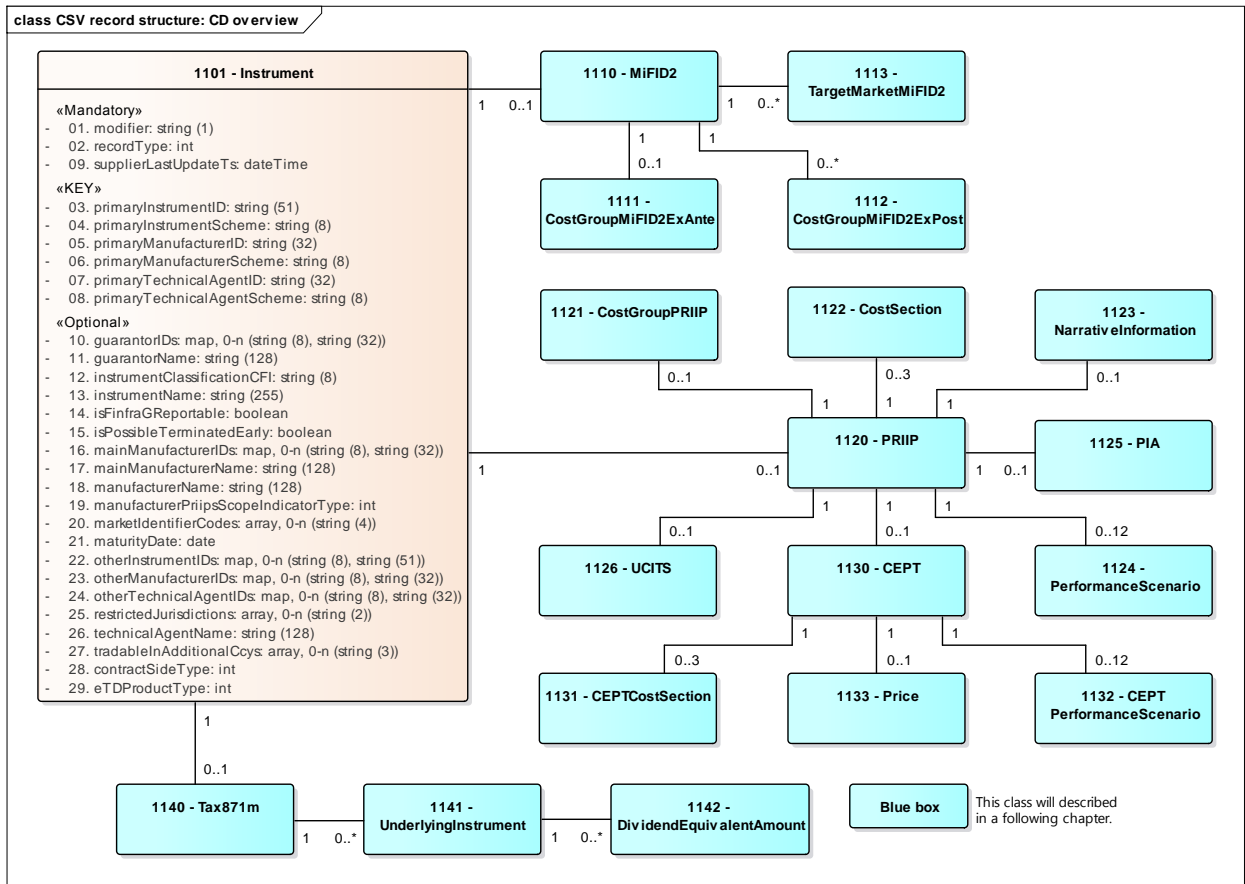 class CSV record structure: CD overview
1101 - Instrument
«Mandatory»
- 01. modifier: string (1)
- 02. recordType: int
- 09. supplierLastUpdateTs: dateTime
«KEY»
- 03. primaryInstrumentID: string (51)
- 04. primaryInstrumentScheme: string (8)
- 05. primaryManufacturerID: string (32)
- 06. primaryManufacturerScheme: string (8)
- 07. primaryTechnicalAgentID: string (32)
- 08. primaryTechnicalAgentScheme: string (8)
«Optional»
- 10. guarantorIDs: map, 0-n (string (8), string (32))
- 11. guarantorName: string (128)
- 12. instrumentClassificationCFI: string (8)
- 13. instrumentName: string (255)
- 14. isFinfraGReportable: boolean
- 15. isPossibleTerminatedEarly: boolean
- 16. mainManufacturerIDs: map, 0-n (string (8), string (32))
- 17. mainManufacturerName: string (128)
- 18. manufacturerName: string (128)
- 19. manufacturerPriipsScopeIndicatorType: int
- 20. marketIdentifierCodes: array, 0-n (string (4))
- 21. maturityDate: date
- 22. otherInstrumentIDs: map, 0-n (string (8), string (51))
- 23. otherManufacturerIDs: map, 0-n (string (8), string (32))
- 24. otherTechnicalAgentIDs: map, 0-n (string (8), string (32))
- 25. restrictedJurisdictions: array, 0-n (string (2))
- 26. technicalAgentName: string (128)
- 27. tradableInAdditionalCcys: array, 0-n (string (3))
- 28. contractSideType: int
- 29. eTDProductType: int
1 0..1
1110 - MiFID2
1 0..*
1113 -
TargetMarketMiFID2
1
0..1
1
0..*
1111 -
CostGroupMiFID2ExAnte
1112 -
CostGroupMiFID2ExPost
1121 - CostGroupPRIIP
1122 - CostSection
1123 -
NarrativeInformation
0..1
1
0..3
1
0..1
1
1 0..1
1120 - PRIIP
1 0..1
1125 - PIA
1
0..1
1
0..1
1
0..12
1126 - UCITS
1130 - CEPT
1124 -
PerformanceScenario
1
0..3
1
0..1
1
0..12
1131 - CEPTCostSection
1133 - Price
1132 - CEPT
PerformanceScenario
1
0..1
1140 - Tax871m
1 0..*
1141 -
UnderlyingInstrument
1 0..*
1142 -
DividendEquivalentAmount
Blue box
This class will described
in a following chapter.